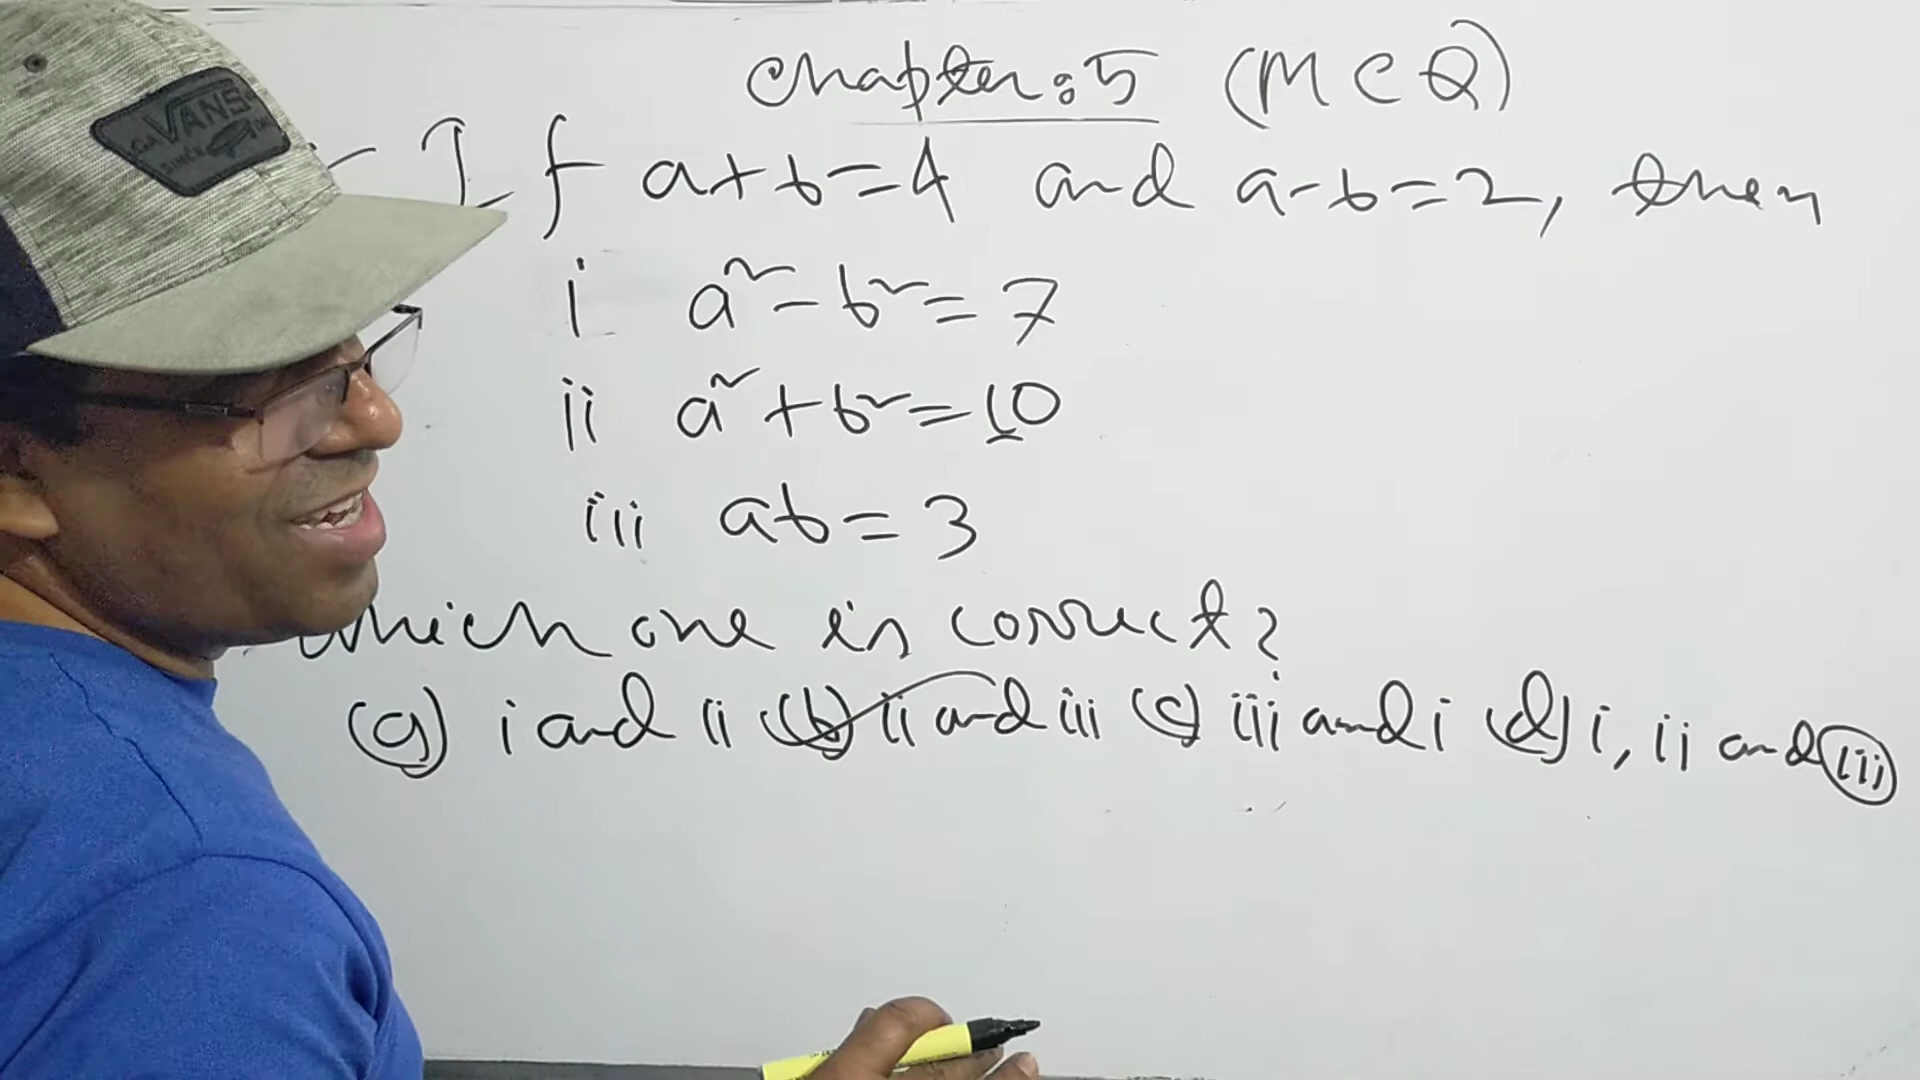 VANS
Chapter: 5 (MCQ)
If a+b=4 and a-b=2, then
i a²-b²=7
ii a²+b²=10
iii ab=3
Which one is correct?
(a) i and ii (b) ii and iii (c) iii and i (d) i, ii and iii